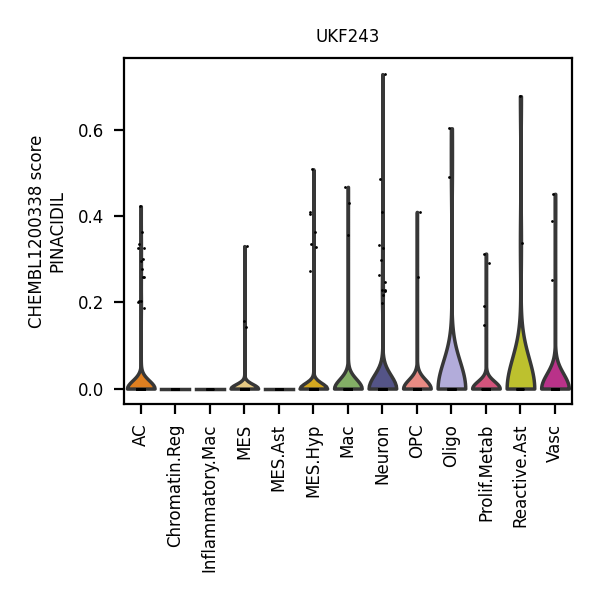 UKF243
CHEMBL1200338 score
PINACIDIL
0.6
0.4
0.2
0.0
AC
Chromatin.Reg
Inflammatory.Mac
MES
MES.Ast
MES.Hyp
Mac
Neuron
OPC
Oligo
Prolif.Metab
Reactive.Ast
Vasc